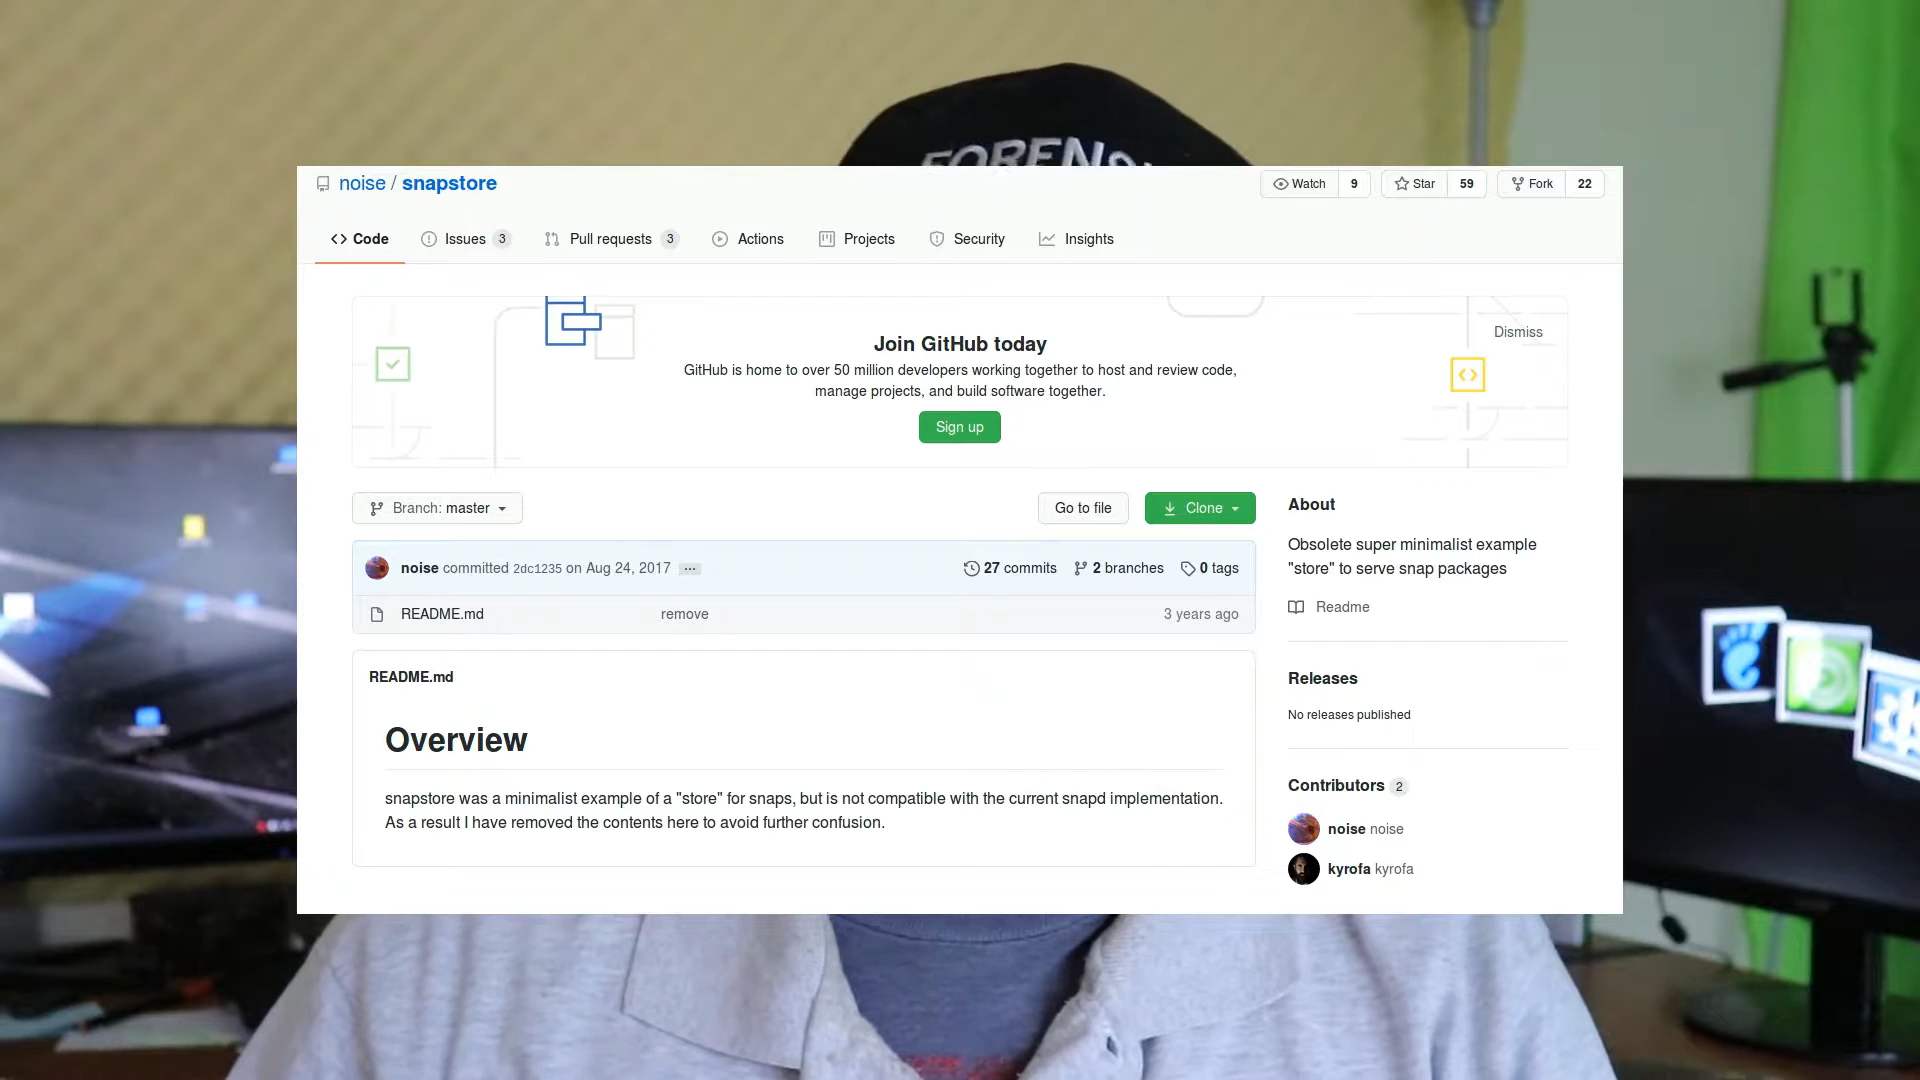 noise / snapstore
Watch 9 Star 59 Fork 22
Code Issues 3 Pull requests 3 Actions Projects Security Insights
Join GitHub today
Dismiss
GitHub is home to over 50 million developers working together to host and review code,
manage projects, and build software together.
Sign up
Branch: master Go to file Clone
noise committed 2dc1235 on Aug 24, 2017 ... 27 commits 2 branches 0 tags
README.md remove 3 years ago
README.md
Overview
snapstore was a minimalist example of a "store" for snaps, but is not compatible with the current snapd implementation.
As a result I have removed the contents here to avoid further confusion.
About
Obsolete super minimalist example
"store" to serve snap packages
Readme
Releases
No releases published
Contributors 2
noise noise
kyrofa kyrofa